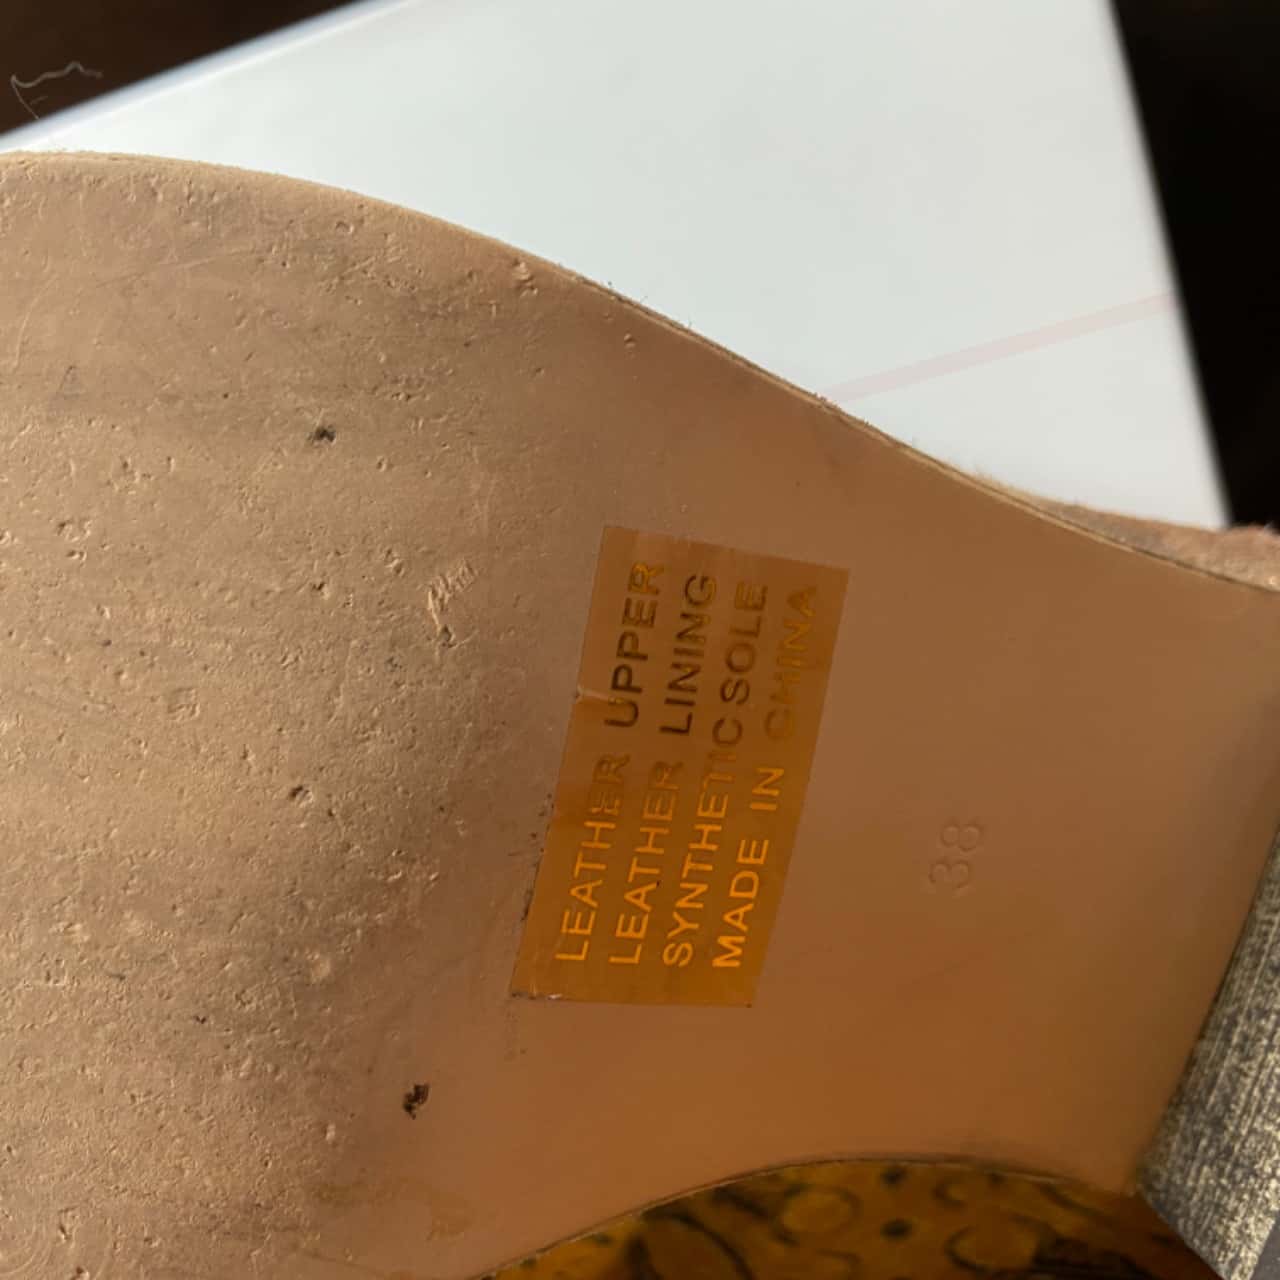 LEATHER UPPER
LEATHER LINING
SYNTHETIC SOLE
MADE IN CHINA
38